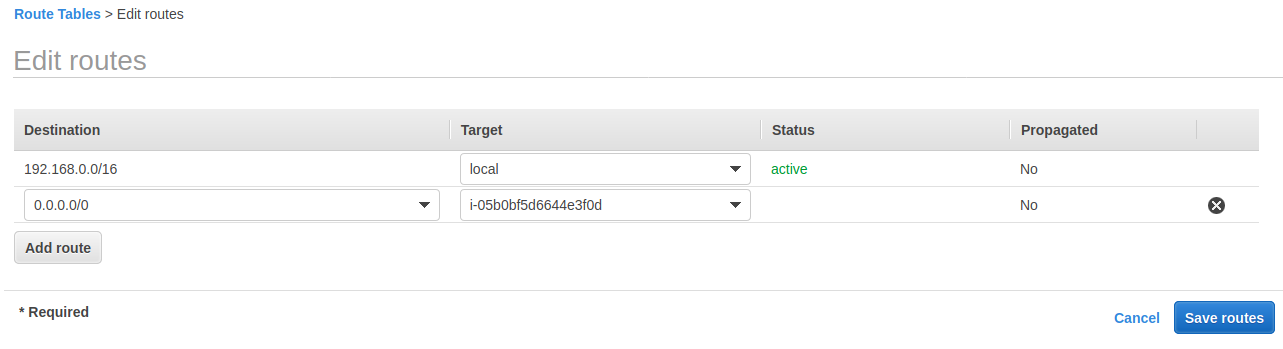 Route Tables > Edit routes
Edit routes
Destination Target Status Propagated
192.168.0.0/16 local active No
0.0.0.0/0 i-05b0bf5d6644e3f0d No
Add route
* Required
Cancel Save routes